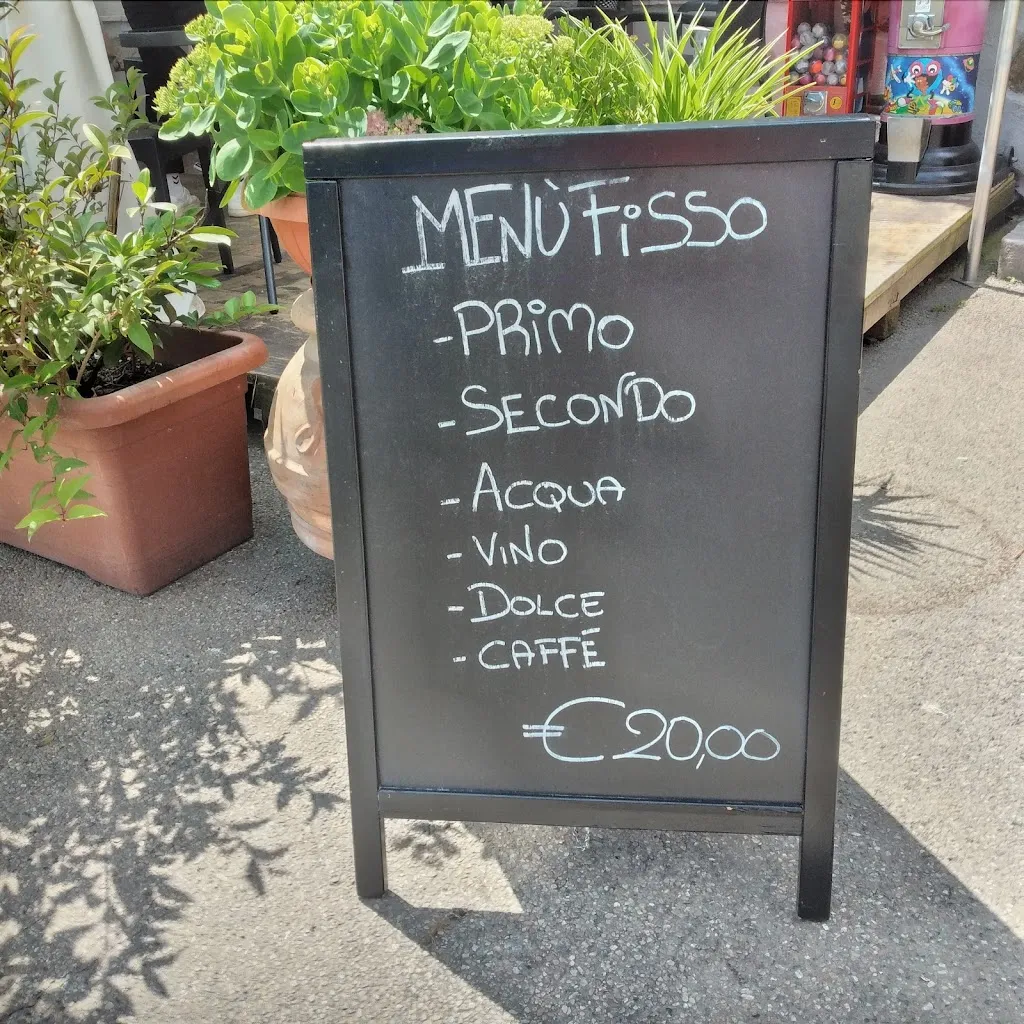 MENÙ FiSSO
- PRiMO
- SECONDO
- ACQUA
- ViNO
- DOLCE
- CAFFÉ
€20,00